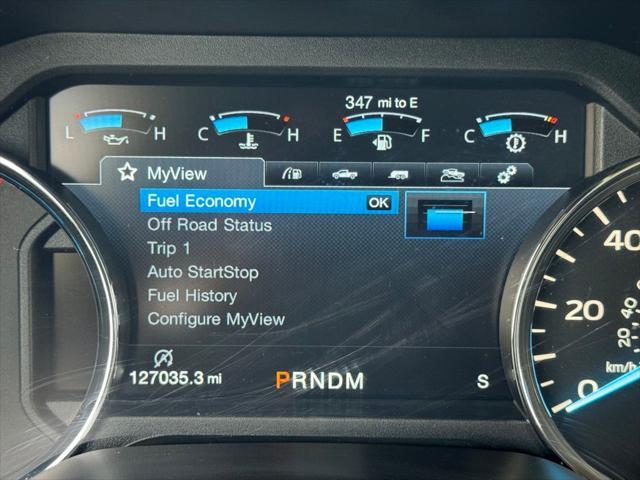 347 mi to E
L H C H E F C H
MyView
Fuel Economy OK
Off Road Status
Trip 1
Auto StartStop
Fuel History
Configure MyView
127035.3 mi PRNDM S
40
20
0
40
20
km/h